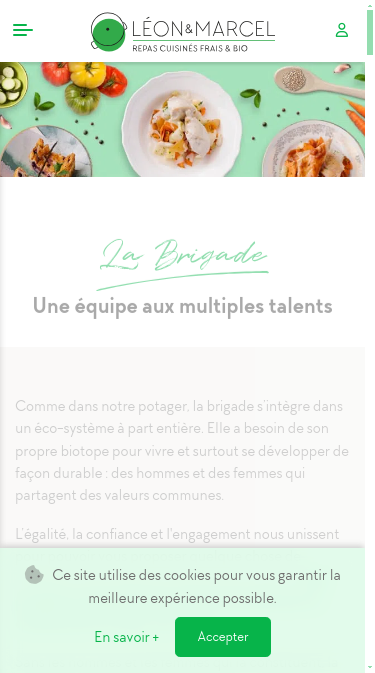 LÉON&MARCEL
REPAS CUISINÉS FRAIS & BIO
La Brigade
Une équipe aux multiples talents
Comme dans notre potager, la brigade s'intègre dans
un éco-système à part entière. Elle a besoin de son
propre biotope pour vivre et surtout se développer de
façon durable : des hommes et des femmes qui
partagent des valeurs communes.
L'égalité, la confiance et l'engagement nous unissent
Ce site utilise des cookies pour vous garantir la
meilleure expérience possible.
En savoir +
Accepter